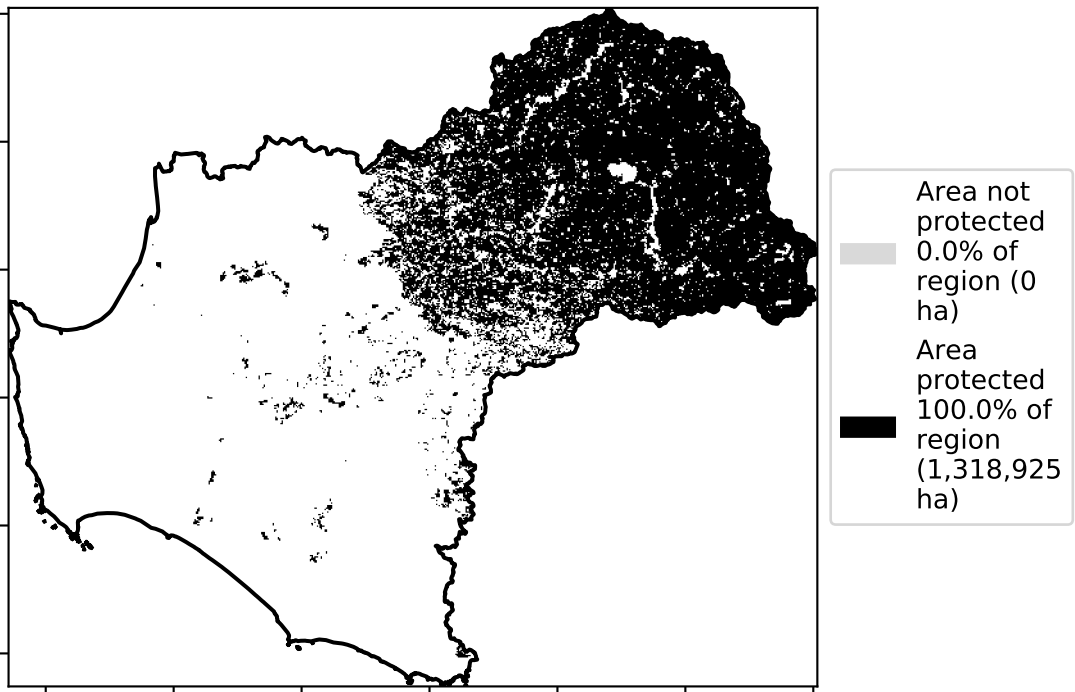 Area not
protected
0.0% of
region (0
ha)
Area
protected
100.0% of
region
(1,318,925
ha)